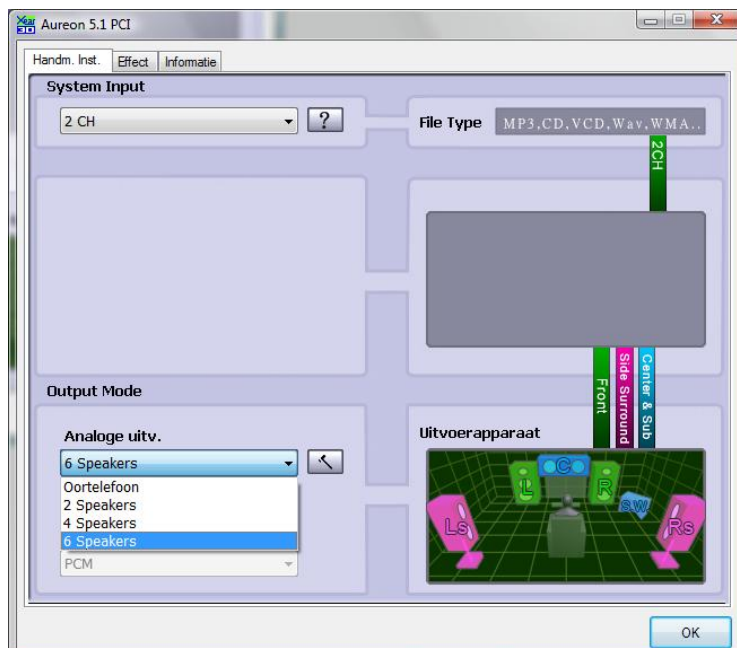 Xear
3D
Aureon 5.1 PCI
Handm. Inst.
Effect
Informatie
System Input
2 CH
?
File Type
MP3,CD,VCD,Wav,WMA..
2CH
Output Mode
Analoge uitv.
6 Speakers
Oortelefoon
2 Speakers
4 Speakers
6 Speakers
PCM
Front
Side Surround
Center & Sub
Uitvoerapparaat
L
C
R
S.W.
Ls
Rs
OK